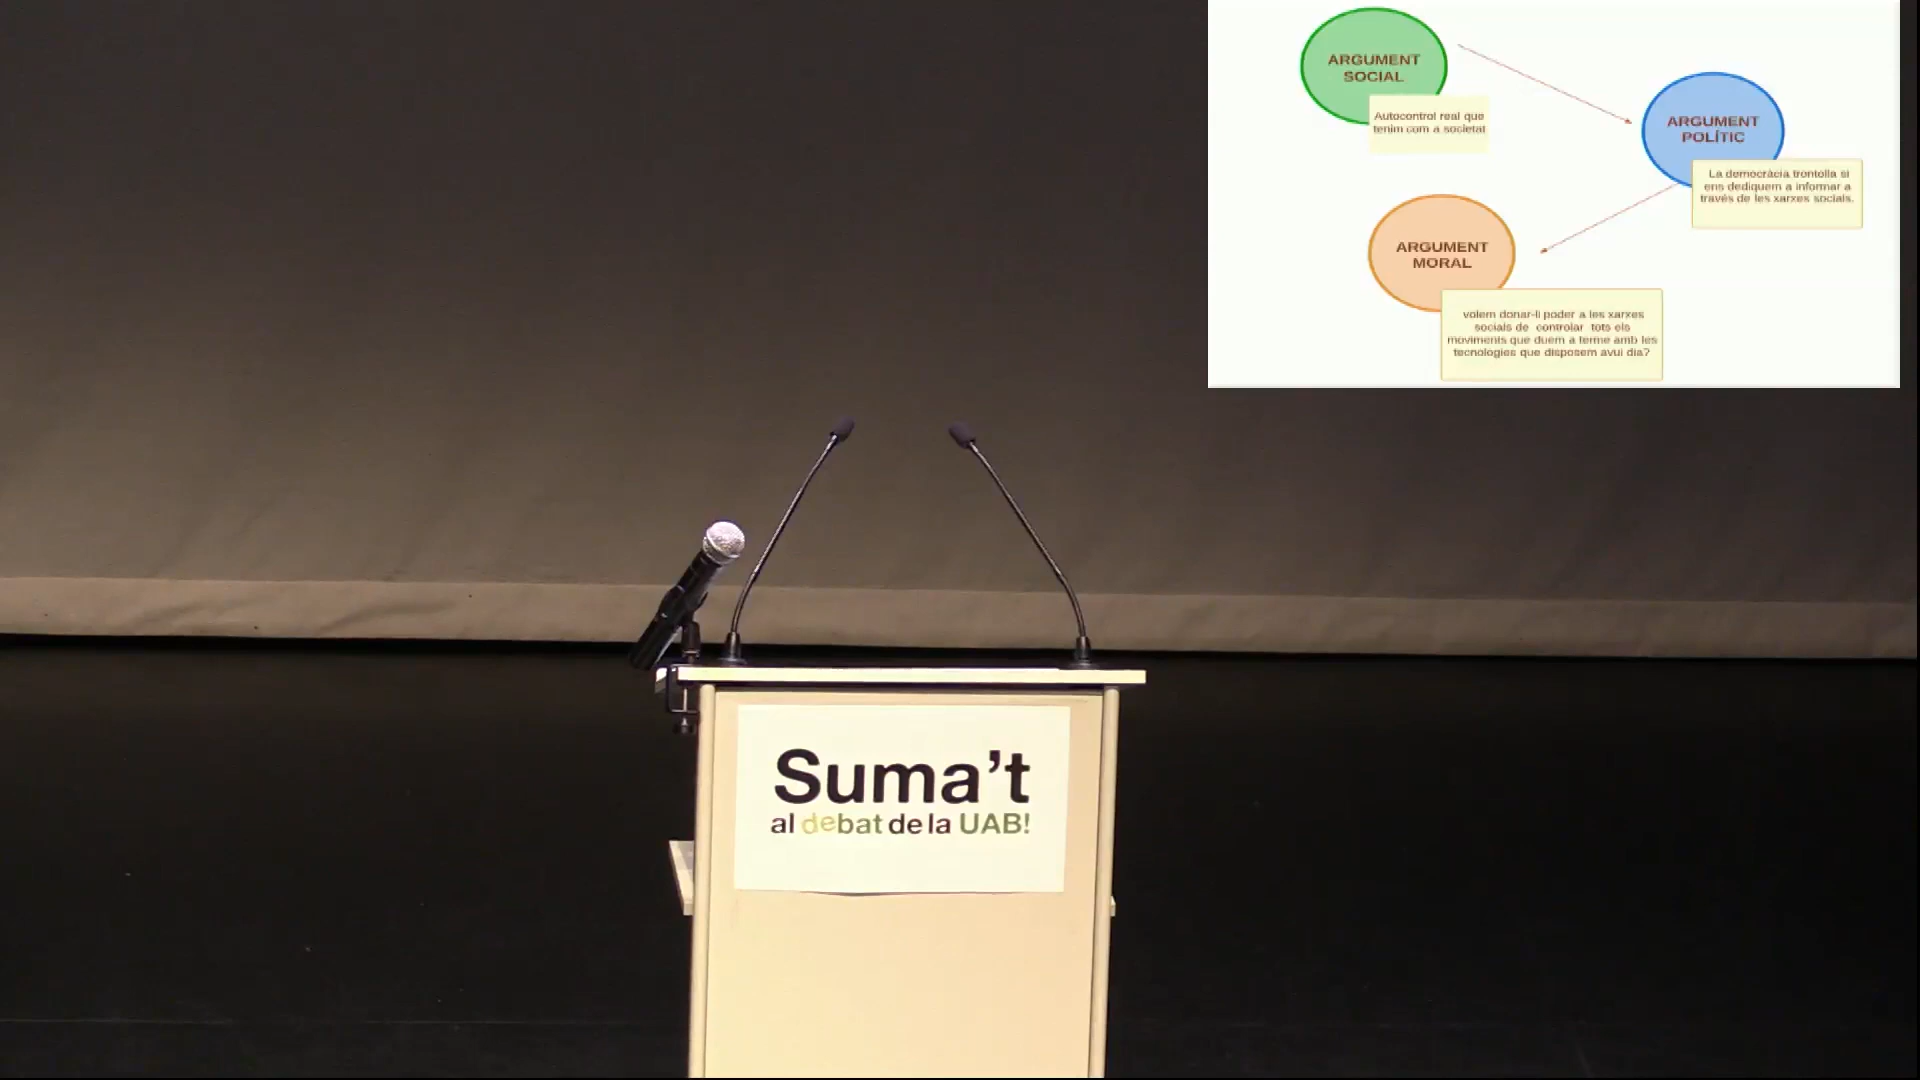 ARGUMENT
SOCIAL
Autocontrol real que
tenim com a societat
ARGUMENT
POLÍTIC
La democràcia trontolla si
ens dediquem a informar a
través de les xarxes socials.
ARGUMENT
MORAL
volem donar-li poder a les xarxes
socials de controlar tots els
moviments que duem a terme amb les
tecnologies que disposem avui dia?
Suma't
al debat de la UAB!